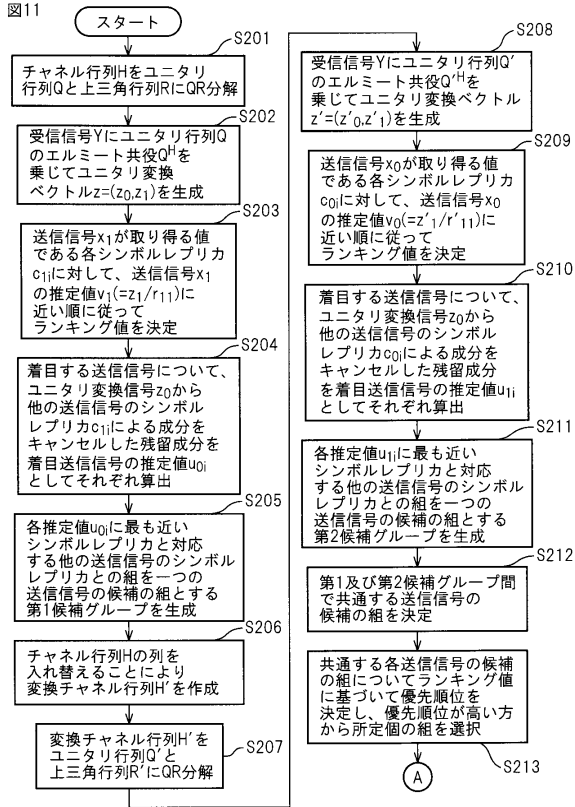 図11
スタート
S201
チャネル行列Hをユニタリ
行列Qと上三角行列RにQR分解
S202
受信信号Yにユニタリ行列Q
のエルミート共役Q^Hを
乗じてユニタリ変換
ベクトルz=(z0,z1)を生成
S203
送信信号x1が取り得る値
である各シンボルレプリカ
c1iに対して、送信信号x1
の推定値v1(=z1/r11)に
近い順に従って
ランキング値を決定
S204
着目する送信信号について、
ユニタリ変換信号z0から
他の送信信号のシンボル
レプリカc1iによる成分を
キャンセルした残留成分を
着目送信信号の推定値u0i
としてそれぞれ算出
S205
各推定値u0iに最も近い
シンボルレプリカと対応
する他の送信信号のシンボル
レプリカとの組を一つの
送信信号の候補の組とする
第1候補グループを生成
S206
チャネル行列Hの列を
入れ替えることにより
変換チャネル行列H'を作成
変換チャネル行列H'を
ユニタリ行列Q'と
上三角行列R'にQR分解
S207
S208
受信信号Yにユニタリ行列Q'
のエルミート共役Q'^Hを
乗じてユニタリ変換ベクトル
z'=(z'0,z'1)を生成
S209
送信信号x0が取り得る値
である各シンボルレプリカ
c0iに対して、送信信号x0
の推定値v0(=z'1/r'11)に
近い順に従って
ランキング値を決定
S210
着目する送信信号について、
ユニタリ変換信号z0から
他の送信信号のシンボル
レプリカc0iによる成分を
キャンセルした残留成分
を着目送信信号の推定値u1i
としてそれぞれ算出
S211
各推定値u1iに最も近い
シンボルレプリカと対応
する他の送信信号のシンボル
レプリカとの組を一つの
送信信号の候補の組とする
第2候補グループを生成
S212
第1及び第2候補グループ間
で共通する送信信号の
候補の組を決定
共通する各送信信号の候補
の組についてランキング値
に基づいて優先順位を
決定し、優先順位が高い方
から所定個の組を選択
S213
A